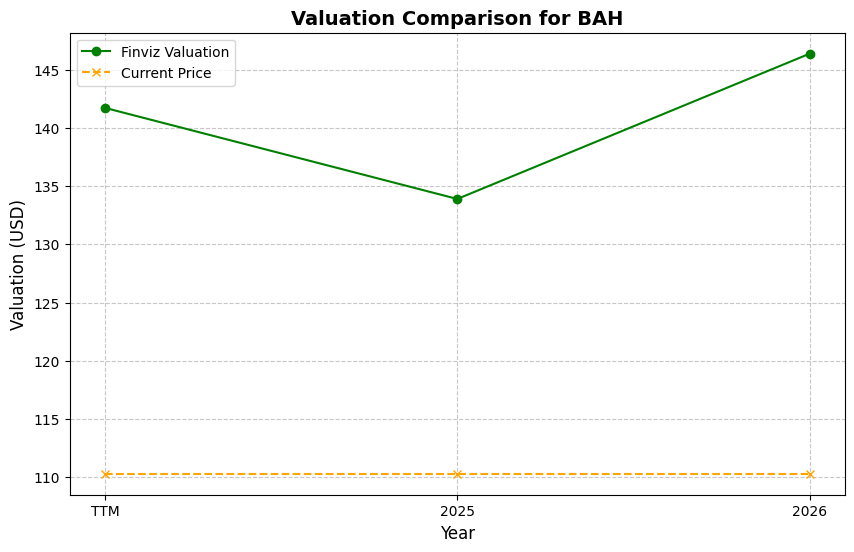 Valuation Comparison for BAH
Finviz Valuation
Current Price
145
140
135
130
125
120
115
110
Valuation (USD)
TTM
2025
2026
Year